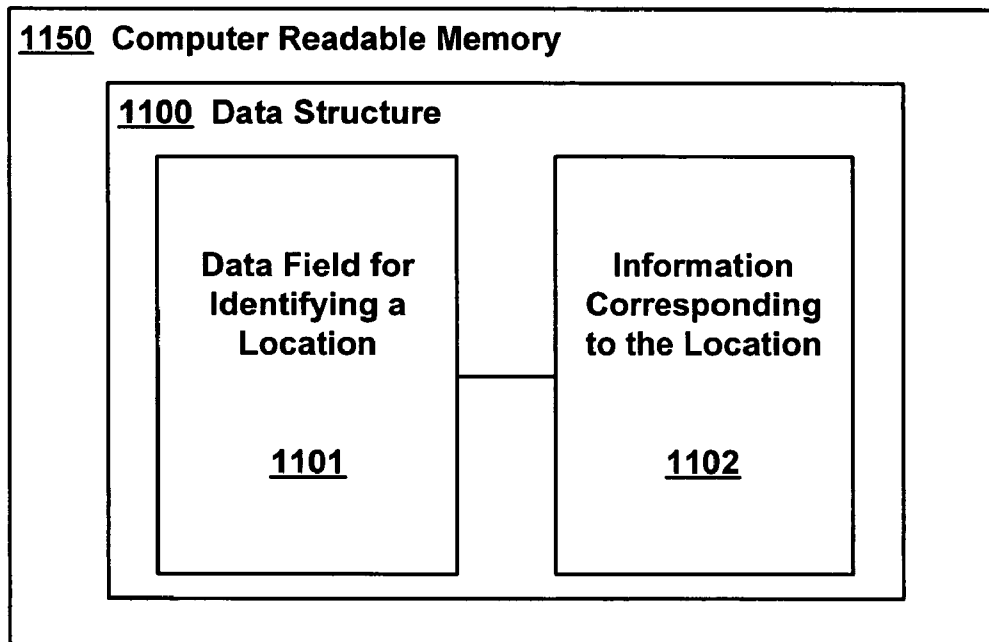 1150 Computer Readable Memory
1100 Data Structure
Data Field for
Identifying a
Location
1101
Information
Corresponding
to the Location
1102